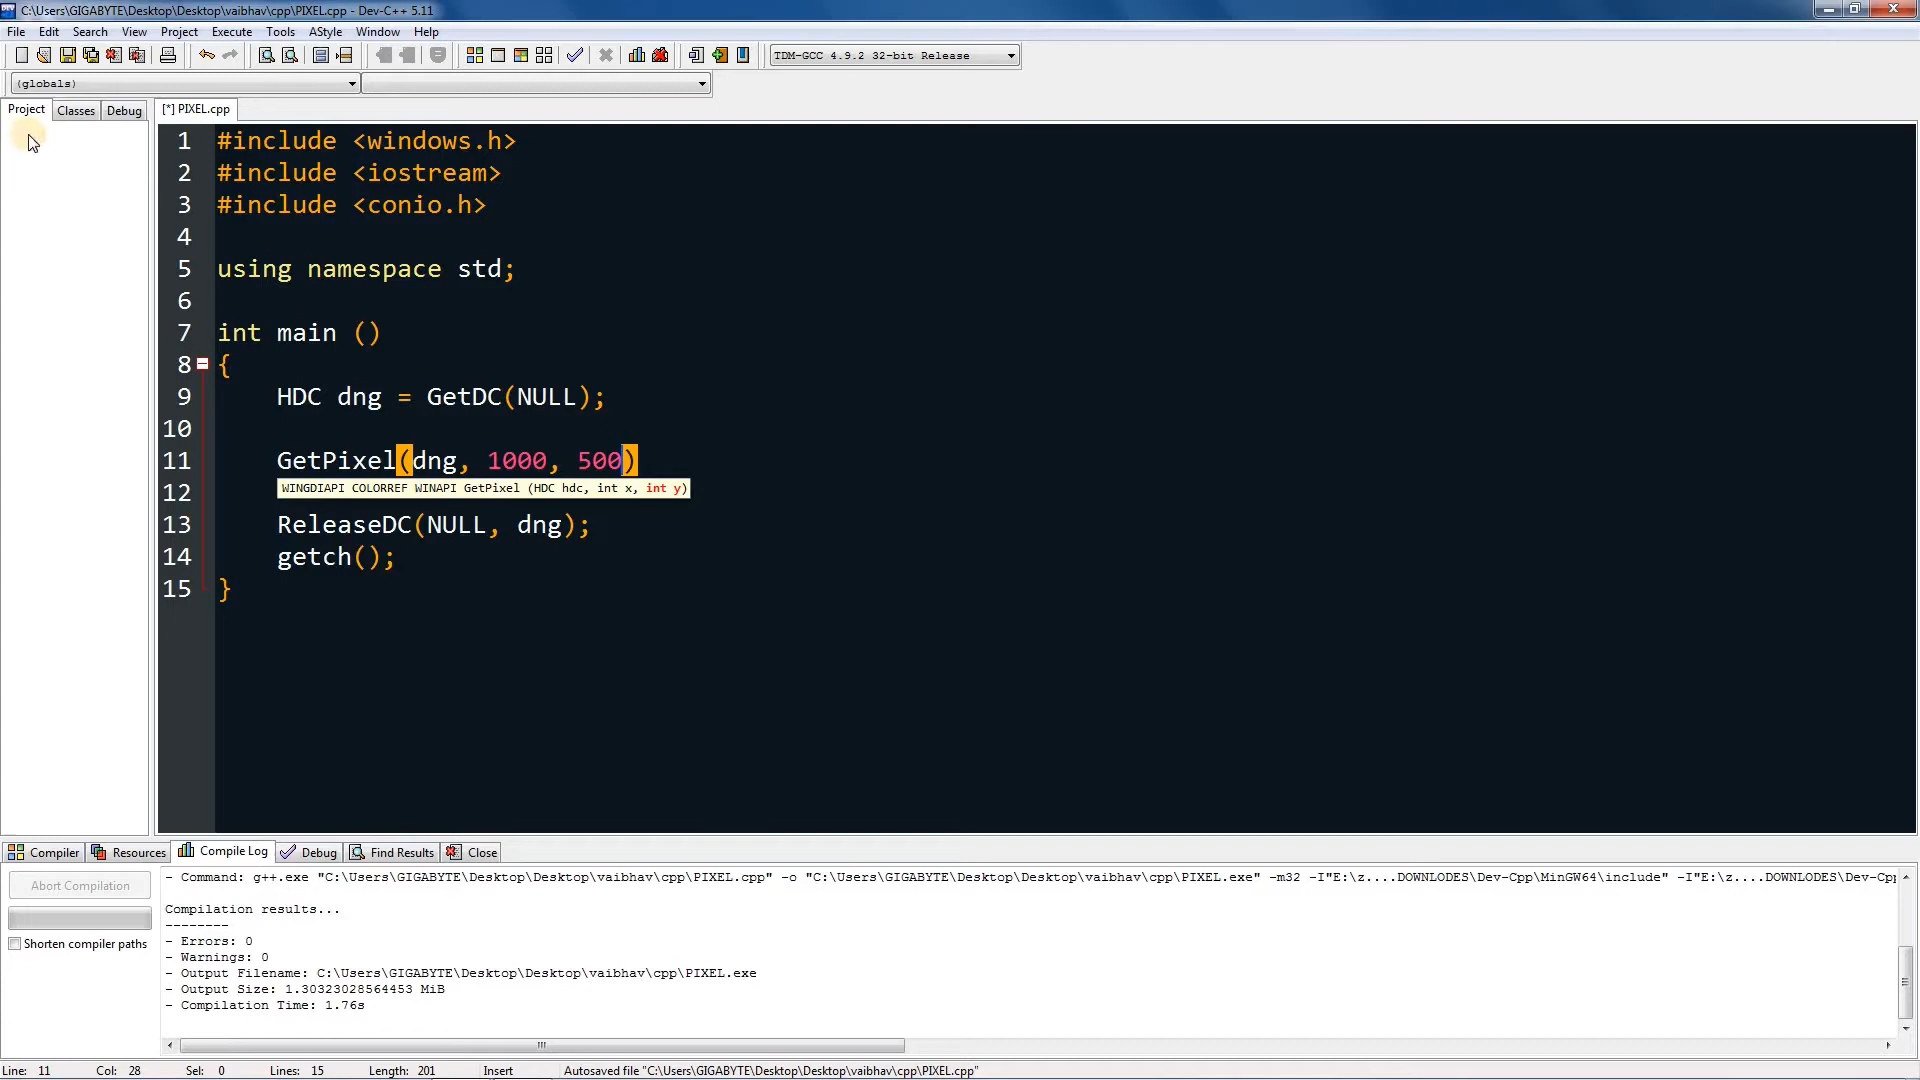 C:\Users\GIGABYTE\Desktop\Desktop\vaibhav\cpp\PIXEL.cpp - Dev-C++ 5.11
File Edit Search View Project Execute Tools AStyle Window Help
TDM-GCC 4.9.2 32-bit Release
(globals)
Project Classes Debug [*] PIXEL.cpp
1 #include <windows.h>
2 #include <iostream>
3 #include <conio.h>
4
5 using namespace std;
6
7 int main ()
8 {
9 HDC dng = GetDC(NULL);
10
11 GetPixel(dng, 1000, 500)
12 WINGDIAPI COLORREF WINAPI GetPixel (HDC hdc, int x, int y)
13 ReleaseDC(NULL, dng);
14 getch();
15 }
Compiler Resources Compile Log Debug Find Results Close
Abort Compilation
Shorten compiler paths
- Command: g++.exe "C:\Users\GIGABYTE\Desktop\Desktop\vaibhav\cpp\PIXEL.cpp" -o "C:\Users\GIGABYTE\Desktop\Desktop\vaibhav\cpp\PIXEL.exe" -m32 -I"E:\z....DOWNLODES\Dev-Cpp\MinGW64\include" -I"E:\z....DOWNLODES\Dev-Cpp
Compilation results...
--------
- Errors: 0
- Warnings: 0
- Output Filename: C:\Users\GIGABYTE\Desktop\Desktop\vaibhav\cpp\PIXEL.exe
- Output Size: 1.30323028564453 MiB
- Compilation Time: 1.76s
Line: 11 Col: 28 Sel: 0 Lines: 15 Length: 201 Insert Autosaved file "C:\Users\GIGABYTE\Desktop\Desktop\vaibhav\cpp\PIXEL.cpp"